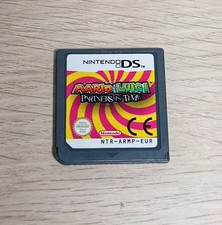 NINTENDO DS
MARIO & LUIGI
PARTNERS IN TIME
Nintendo
CE
NTR-ARMP-EUR